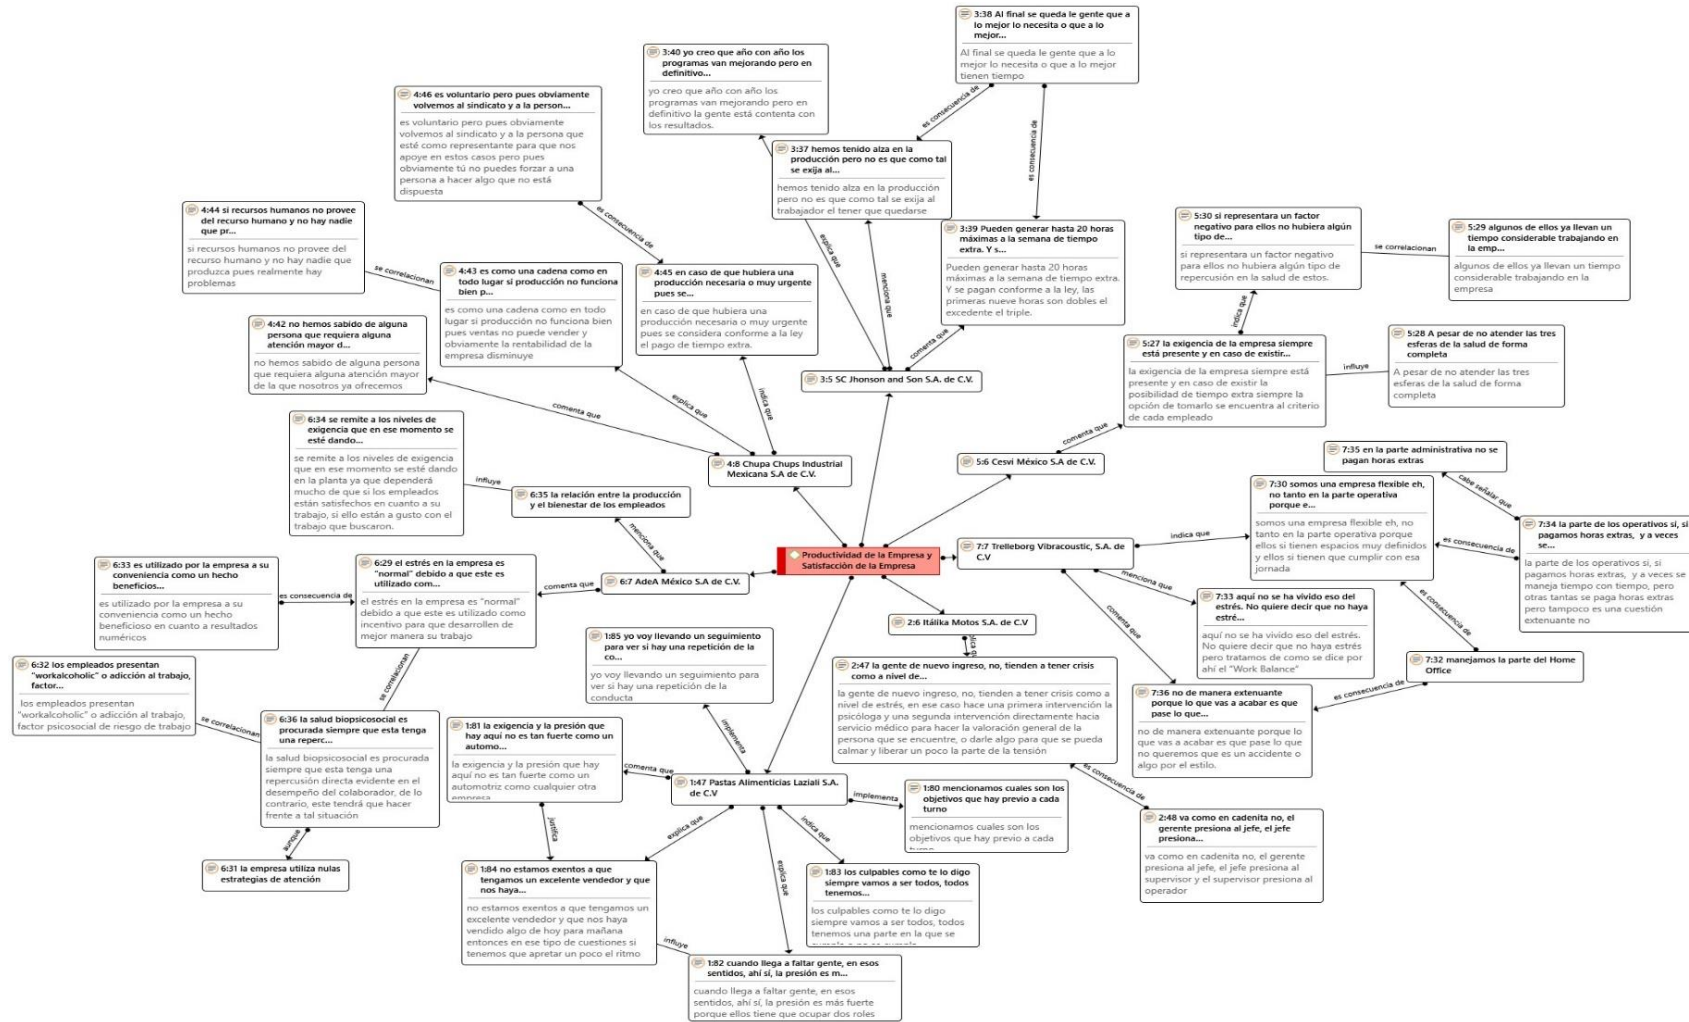 3:38 Al final se queda le gente que a
lo mejor lo necesita o que a lo
mejor...
Al final se queda le gente que a lo
mejor lo necesita o que a lo mejor
tienen tiempo
3:40 yo creo que año con año los
programas van mejorando pero en
definitivo...
yo creo que año con año los
programas van mejorando pero en
definitivo la gente está contenta con
los resultados.
4:46 es voluntario pero pues obviamente
volvemos al sindicato y a la person...
es voluntario pero pues obviamente
volvemos al sindicato y a la persona que
esté como representante para que nos
apoye en estos casos pero pues
obviamente tú no puedes forzar a una
persona a hacer algo que no está
dispuesta
es consecuencia de
es consecuencia de
3:37 hemos tenido alza en la
producción pero no es que como tal
se exija al...
hemos tenido alza en la producción
pero no es que como tal se exija al
trabajador el tener que quedarse
4:44 si recursos humanos no provee
del recurso humano y no hay nadie
que pr...
si recursos humanos no provee del
recurso humano y no hay nadie que
produzca pues realmente hay
problemas
es consecuencia de
3:39 Pueden generar hasta 20 horas
máximas a la semana de tiempo
extra. Y s...
Pueden generar hasta 20 horas
máximas a la semana de tiempo extra.
Y se pagan conforme a la ley, las
primeras nueve horas son dobles el
excedente el triple.
5:30 si representara un factor
negativo para ellos no hubiera algún
tipo de...
si representara un factor negativo
para ellos no hubiera algún tipo de
repercusión en la salud de estos.
se correlacionan
5:29 algunos de ellos ya llevan un
tiempo considerable trabajando en
la emp...
algunos de ellos ya llevan un tiempo
considerable trabajando en la
empresa
se correlacionan
4:43 es como una cadena como en
todo lugar si producción no funciona
bien p...
es como una cadena como en todo
lugar si producción no funciona bien
pues ventas no puede vender y
obviamente la rentabilidad de la
empresa disminuye
4:45 en caso de que hubiera una
producción necesaria o muy urgente
pues se...
en caso de que hubiera una
producción necesaria o muy urgente
pues se considera conforme a la ley
el pago de tiempo extra.
explica que
menciona que
comenta que
indica que
4:42 no hemos sabido de alguna
persona que requiera alguna
atención mayor d...
no hemos sabido de alguna persona
que requiera alguna atención mayor
de la que nosotros ya ofrecemos
5:27 la exigencia de la empresa siempre
está presente y en caso de existir...
la exigencia de la empresa siempre está
presente y en caso de existir la
posibilidad de tiempo extra siempre la
opción de tomarlo se encuentra al criterio
de cada empleado
influye
5:28 A pesar de no atender las tres
esferas de la salud de forma
completa
A pesar de no atender las tres
esferas de la salud de forma
completa
3:5 SC Jhonson and Son S.A. de C.V.
comenta que
explica que
indica que
comenta que
6:34 se remite a los niveles de
exigencia que en ese momento se
esté dando...
se remite a los niveles de exigencia
que en ese momento se esté dando
en la planta ya que dependerá
mucho de que si los empleados
están satisfechos en cuanto a su
trabajo, si ello están a gusto con el
trabajo que buscaron.
influye
4:8 Chupa Chups Industrial
Mexicana S.A de C.V.
5:6 Cesvi México S.A de C.V.
7:35 en la parte administrativa no se
pagan horas extras
6:35 la relación entre la producción
y el bienestar de los empleados
menciona que
7:30 somos una empresa flexible eh,
no tanto en la parte operativa
porque e...
somos una empresa flexible eh, no
tanto en la parte operativa porque
ellos si tienen espacios muy definidos
y ellos si tienen que cumplir con esa
jornada
cabe señalar que
7:34 la parte de los operativos sí, si
pagamos horas extras, y a veces
se...
la parte de los operativos si, si
pagamos horas extras, y a veces se
maneja tiempo con tiempo, pero
otras tantas se paga horas extras
pero tampoco es una cuestión
extenuante no
es consecuencia de
Productividad de la Empresa y
Satisfacción de la Empresa
7:7 Trelleborg Vibracoustic, S.A. de
C.V
indica que
menciona que
comenta que
6:33 es utilizado por la empresa a su
conveniencia como un hecho
beneficios...
es utilizado por la empresa a su
conveniencia como un hecho
beneficioso en cuanto a resultados
numéricos
es consecuencia de
6:29 el estrés en la empresa es
"normal" debido a que este es
utilizado com...
el estrés en la empresa es "normal"
debido a que este es utilizado como
incentivo para que desarrollen de
mejor manera su trabajo
comenta que
6:7 AdeA México S.A de C.V.
7:33 aquí no se ha vivido eso del
estrés. No quiere decir que no haya
estré...
aquí no se ha vivido eso del estrés.
No quiere decir que no haya estrés
pero tratamos de como se dice por
ahí el "Work Balance"
es consecuencia de
7:32 manejamos la parte del Home
Office
es consecuencia de
2:6 Itálika Motos S.A. de C.V
1:85 yo voy llevando un seguimiento
para ver si hay una repetición de la
co...
yo voy llevando un seguimiento para
ver si hay una repetición de la
conducta
2:47 la gente de nuevo ingreso, no, tienden a tener crisis
como a nivel de...
la gente de nuevo ingreso, no, tienden a tener crisis como a
nivel de estrés, en ese caso hace una primera intervención la
psicóloga y una segunda intervención directamente hacia
servicio médico para hacer la valoración general de la
persona que se encuentre, o darle algo para que se pueda
calmar y liberar un poco la parte de la tensión
7:36 no de manera extenuante
porque lo que vas a acabar es que
pase lo que...
no de manera extenuante porque lo
que vas a acabar es que pase lo que
no queremos que es un accidente o
algo por el estilo.
6:32 los empleados presentan
"workalcoholic" o adicción al trabajo,
factor...
los empleados presentan
"workalcoholic" o adicción al trabajo,
factor psicosocial de riesgo de trabajo
se correlacionan
se correlacionan
6:36 la salud biopsicosocial es
procurada siempre que esta tenga
una reperc...
la salud biopsicosocial es procurada
siempre que esta tenga una
repercusión directa evidente en el
desempeño del colaborador, de lo
contrario, este tendrá que hacer
frente a tal situación
aunque
6:31 la empresa utiliza nulas
estrategias de atención
1:81 la exigencia y la presión que
hay aquí no es tan fuerte como un
automo...
la exigencia y la presión que hay
aquí no es tan fuerte como un
automotriz como cualquier otra
empresa
comenta que
implementa
1:47 Pastas Alimenticias Laziali S.A.
de C.V
implementa
1:80 mencionamos cuales son los
objetivos que hay previo a cada
turno
mencionamos cuales son los
objetivos que hay previo a cada
turno
es consecuencia de
2:48 va como en cadenita no, el
gerente presiona al jefe, el jefe
presiona...
va como en cadenita no, el gerente
presiona al jefe, el jefe presiona al
supervisor y el supervisor presiona al
operador
justifica
explica que
explica que
indica que
1:84 no estamos exentos a que
tengamos un excelente vendedor y que
nos haya...
no estamos exentos a que tengamos un
excelente vendedor y que nos haya
vendido algo de hoy para mañana
entonces en ese tipo de cuestiones si
tenemos que apretar un poco el ritmo
influye
1:83 los culpables como te lo digo
siempre vamos a ser todos, todos
tenemos...
los culpables como te lo digo
siempre vamos a ser todos, todos
tenemos una parte en la que se
1:82 cuando llega a faltar gente, en esos
sentidos, ahí sí, la presión es m...
cuando llega a faltar gente, en esos
sentidos, ahí sí, la presión es más fuerte
porque ellos tiene que ocupar dos roles